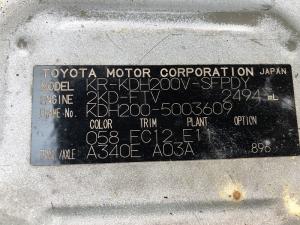 TOYOTA MOTOR CORPORATION JAPAN
MODEL KR-KDH200V-SFPDY
ENGINE 2KD-FTV 2494 mL
FRAME No. KDH200-5003609
COLOR TRIM PLANT OPTION
058 FC12 E1
TRANS/AXLE A340E A03A 896